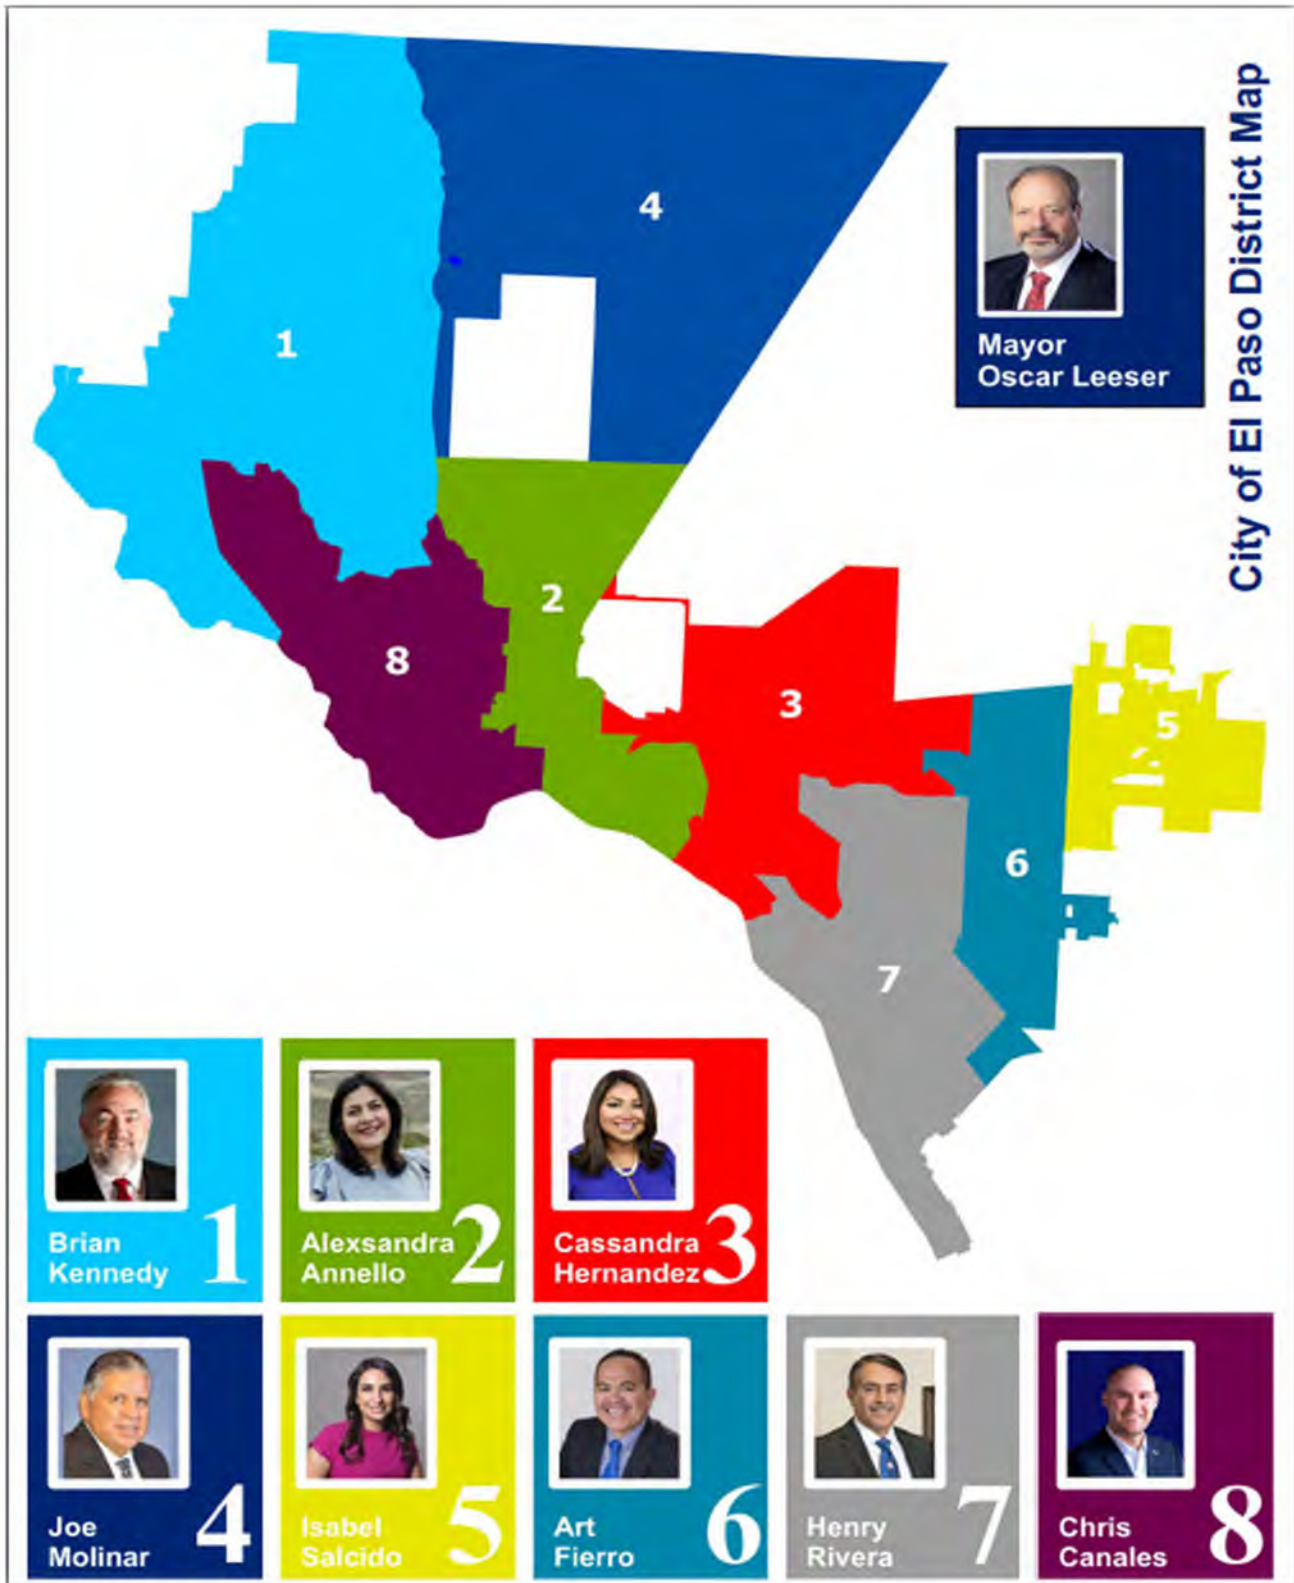 City of El Paso District Map
4
1
Mayor
Oscar Leeser
2
8
3
5
6
7
Brian
Kennedy
1
Alexsandra
Annello
2
Cassandra
Hernandez
3
Joe
Molinar
4
Isabel
Salcido
5
Art
Fierro
6
Henry
Rivera
7
Chris
Canales
8